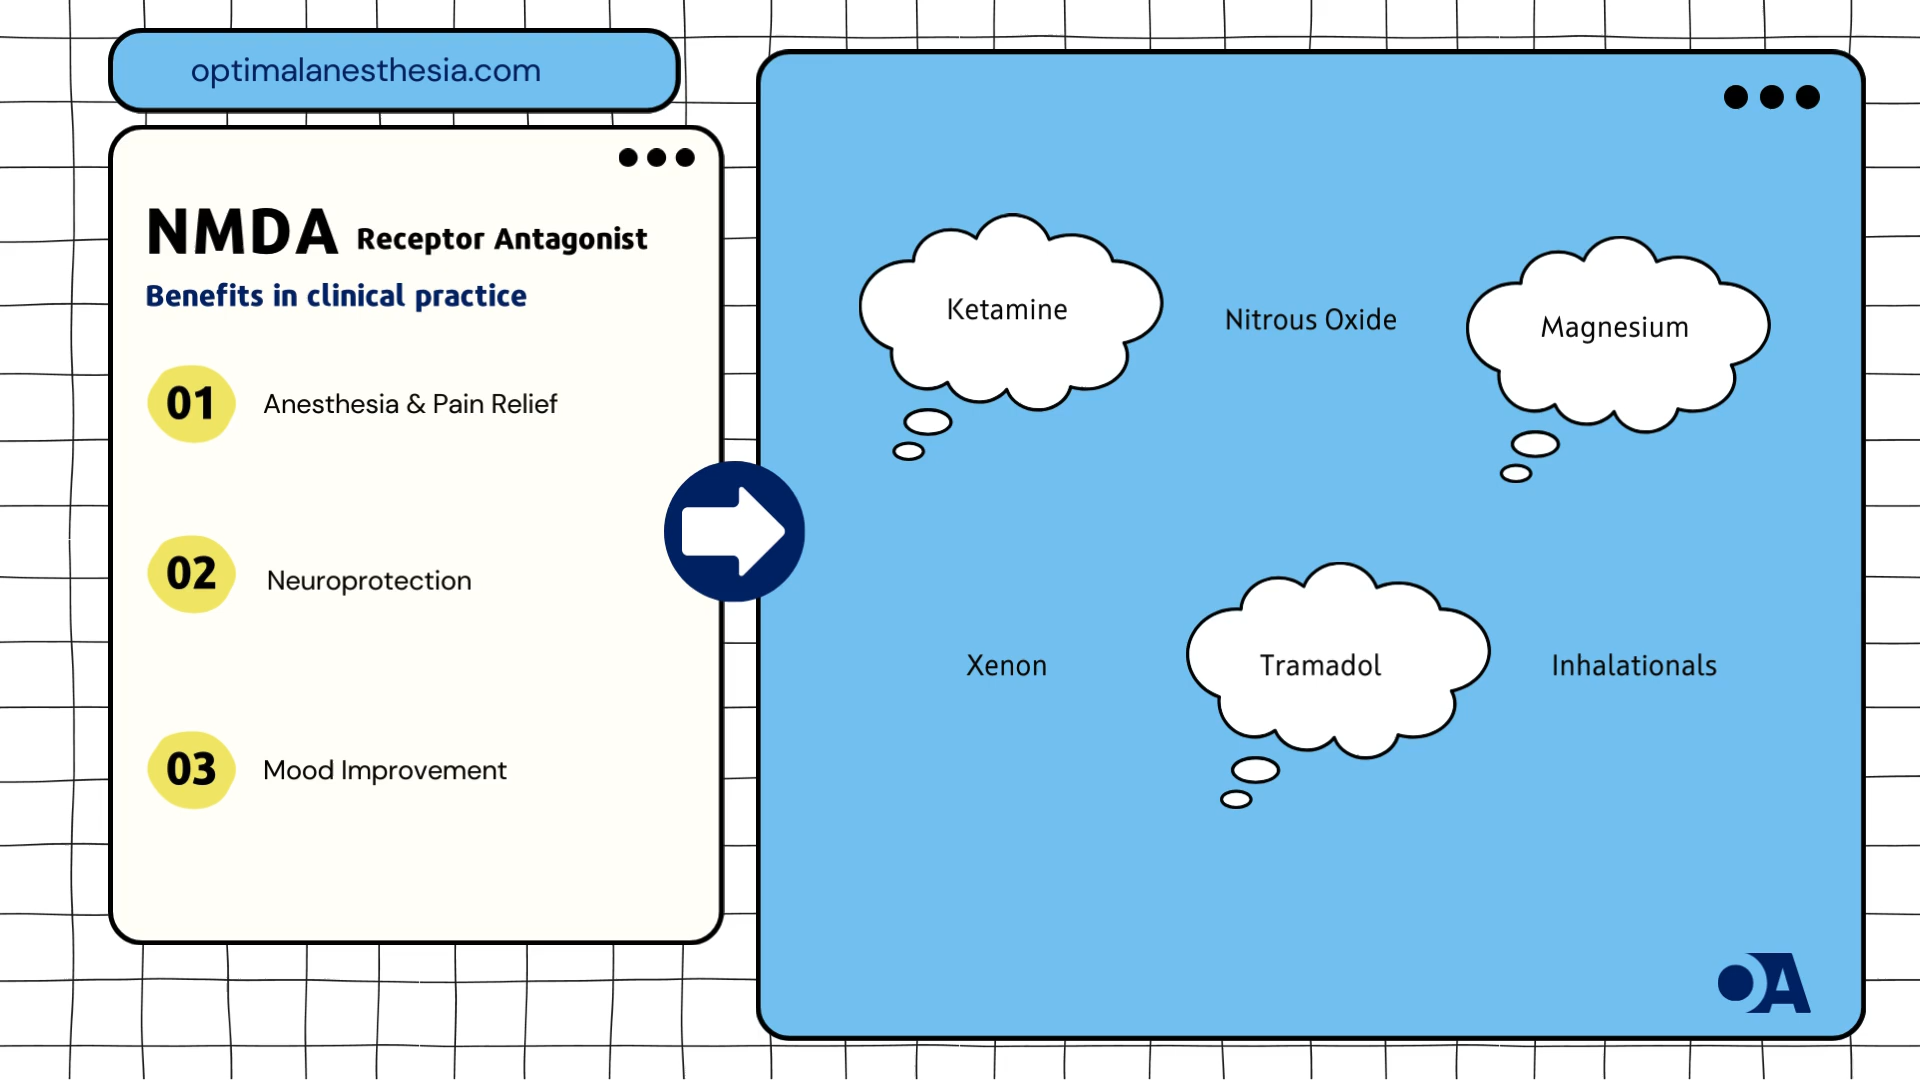 optimalanesthesia.com
NMDA Receptor Antagonist
Benefits in clinical practice
01 Anesthesia & Pain Relief
02 Neuroprotection
03 Mood Improvement
Ketamine
Nitrous Oxide
Magnesium
Xenon
Tramadol
Inhalationals
OA